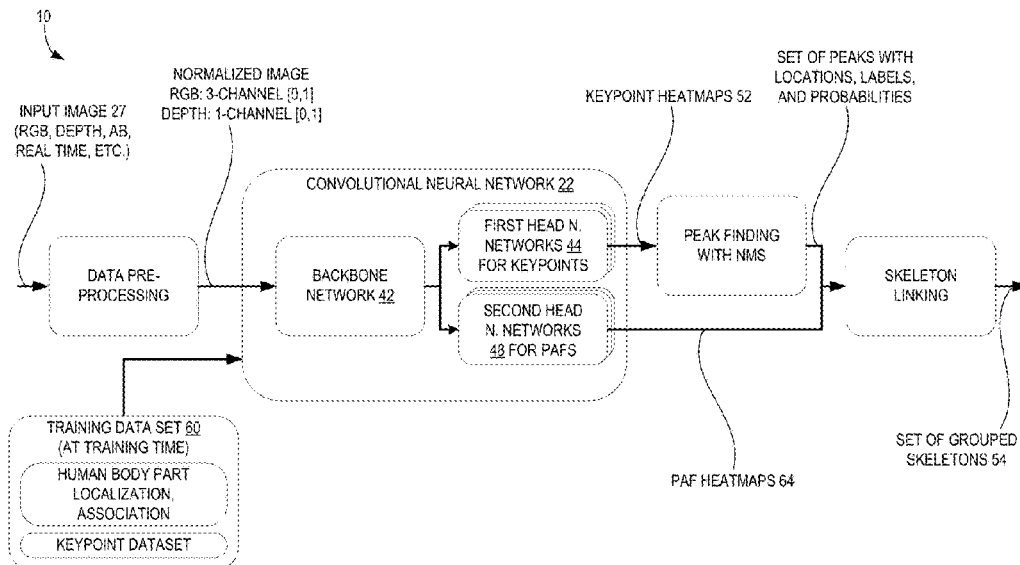 10
INPUT IMAGE 27
(RGB, DEPTH, AB,
REAL TIME, ETC.)
NORMALIZED IMAGE
RGB: 3-CHANNEL [0,1]
DEPTH: 1-CHANNEL [0,1]
KEYPOINT HEATMAPS 52
SET OF PEAKS WITH
LOCATIONS, LABELS,
AND PROBABILITIES
CONVOLUTIONAL NEURAL NETWORK 22
DATA PRE-
PROCESSING
BACKBONE
NETWORK 42
FIRST HEAD N.
NETWORKS 44
FOR KEYPOINTS
SECOND HEAD
N. NETWORKS
48 FOR PAFS
PEAK FINDING
WITH NMS
SKELETON
LINKING
TRAINING DATA SET 60
(AT TRAINING TIME)
HUMAN BODY PART
LOCALIZATION,
ASSOCIATION
KEYPOINT DATASET
PAF HEATMAPS 64
SET OF GROUPED
SKELETONS 54